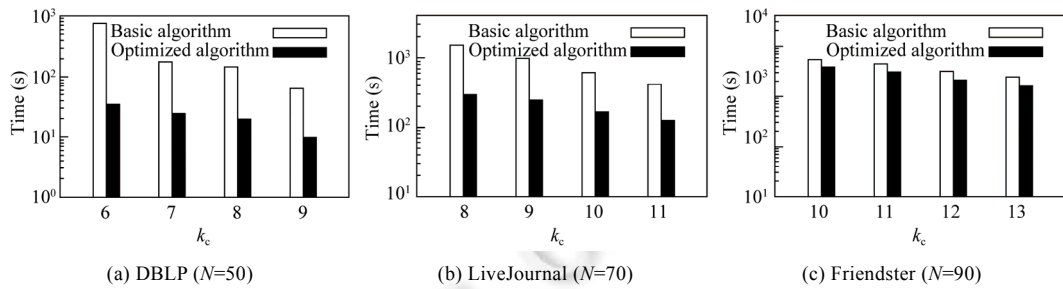 10³
10²
10¹
10⁰
Time (s)
Basic algorithm
Optimized algorithm
6 7 8 9
k_c
(a) DBLP (N=50)
10³
10²
10¹
Time (s)
Basic algorithm
Optimized algorithm
8 9 10 11
k_c
(b) LiveJournal (N=70)
10⁴
10³
10²
10¹
Time (s)
Basic algorithm
Optimized algorithm
10 11 12 13
k_c
(c) Friendster (N=90)